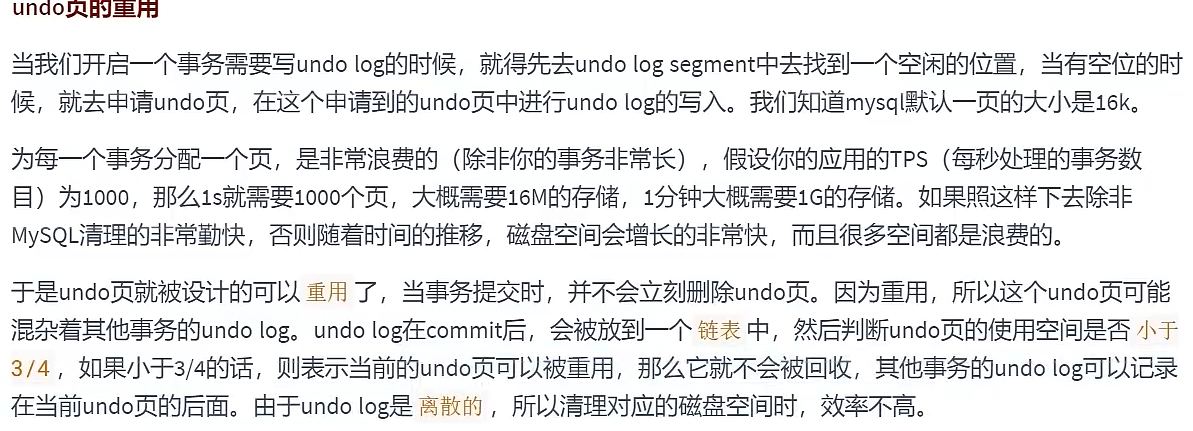 undo页的重用
当我们开启一个事务需要写undo log的时候，就得先去undo log segment中去找到一个空闲的位置，当有空位的时
候，就去申请undo页，在这个申请到的undo页中进行undo log的写入。我们知道mysql默认一页的大小是16k。
为每一个事务分配一个页，是非常浪费的（除非你的事务非常长），假设你的应用的TPS（每秒处理的事务数
目）为1000，那么1s就需要1000个页，大概需要16M的存储，1分钟大概需要1G的存储。如果照这样下去除非
MySQL清理的非常勤快，否则随着时间的推移，磁盘空间会增长的非常快，而且很多空间都是浪费的。
于是undo页就被设计的可以 重用 了，当事务提交时，并不会立刻删除undo页。因为重用，所以这个undo页可能
混杂着其他事务的undo log。undo log在commit后，会被放到一个 链表 中，然后判断undo页的使用空间是否 小于
3/4 ，如果小于3/4的话，则表示当前的undo页可以被重用，那么它就不会被回收，其他事务的undo log可以记录
在当前undo页的后面。由于undo log是 离散的 ，所以清理对应的磁盘空间时，效率不高。